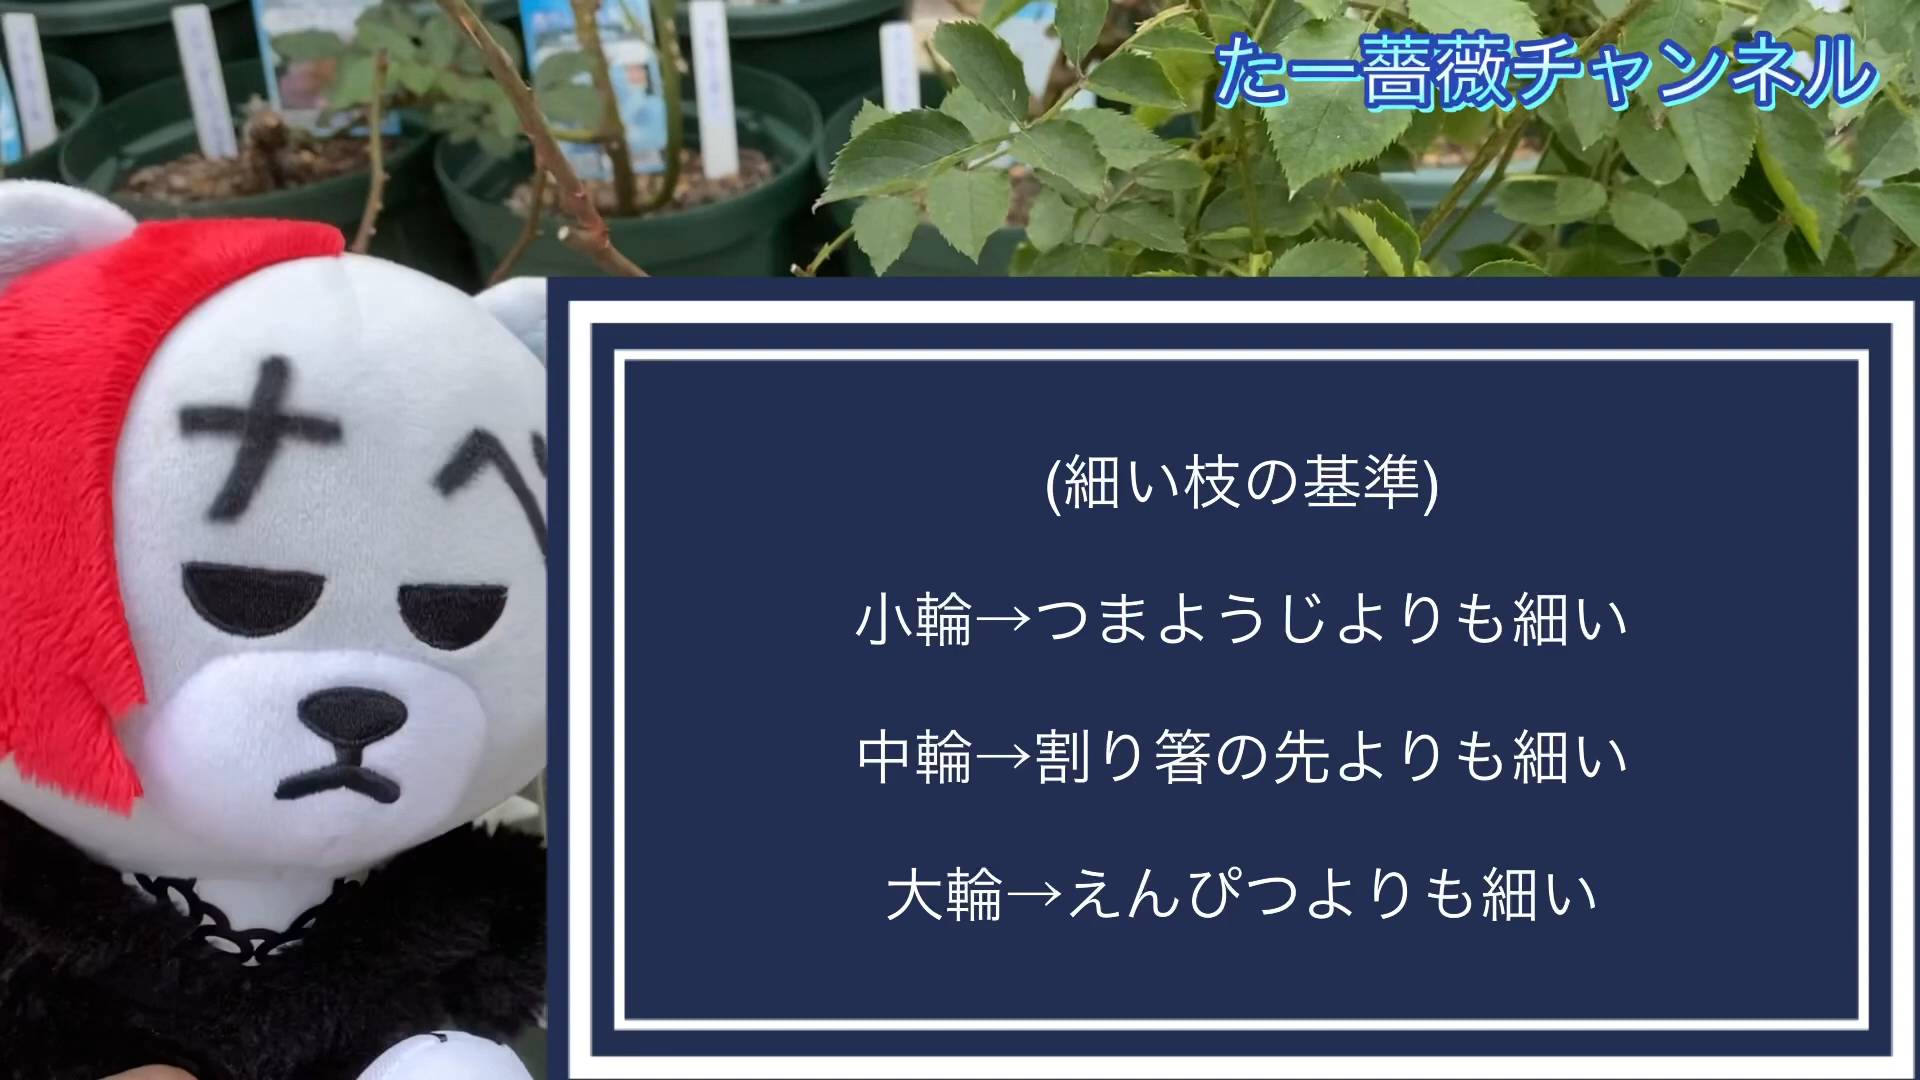 たー薔薇チャンネル
(細い枝の基準)
小輪→つまようじよりも細い
中輪→割り箸の先よりも細い
大輪→えんぴつよりも細い